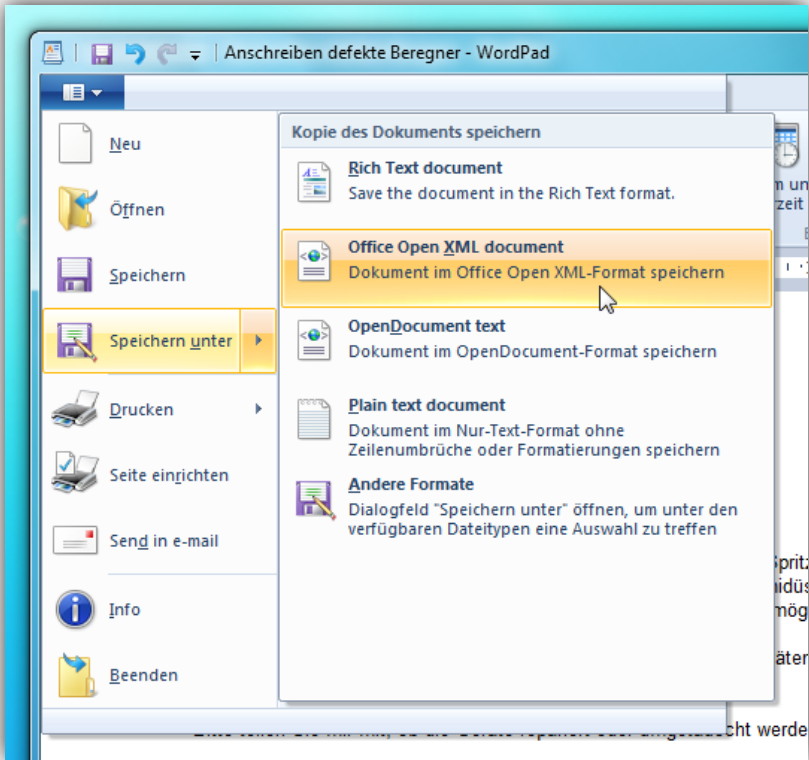 Anschreiben defekte Beregner - WordPad
Neu
Öffnen
Speichern
Speichern unter
Drucken
Seite einrichten
Send in e-mail
Info
Beenden
Kopie des Dokuments speichern
Rich Text document
Save the document in the Rich Text format.
Office Open XML document
Dokument im Office Open XML-Format speichern
OpenDocument text
Dokument im OpenDocument-Format speichern
Plain text document
Dokument im Nur-Text-Format ohne
Zeilenumbrüche oder Formatierungen speichern
Andere Formate
Dialogfeld "Speichern unter" öffnen, um unter den
verfügbaren Dateitypen eine Auswahl zu treffen
zeit